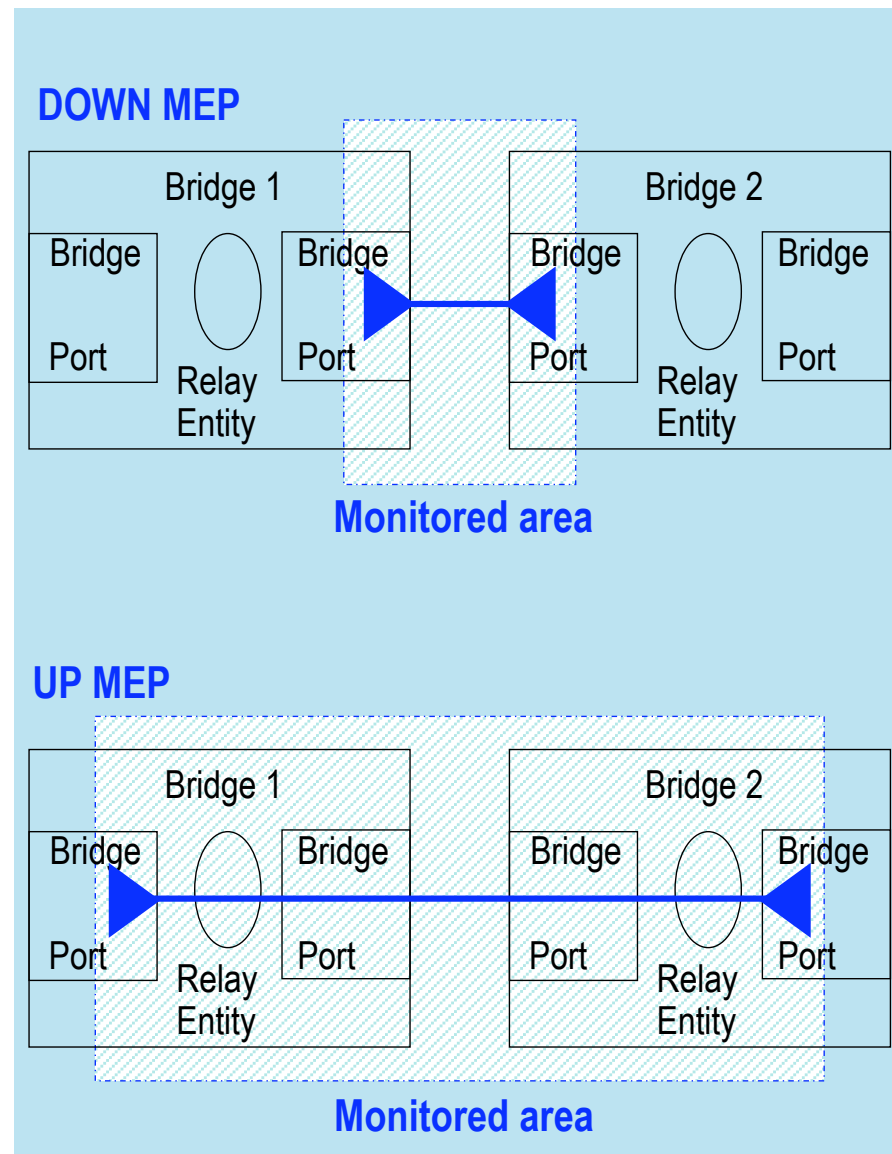 DOWN MEP
Bridge 1
Bridge 2
Bridge
Bridge
Bridge
Bridge
Port
Port
Port
Port
Relay
Entity
Relay
Entity
Monitored area
UP MEP
Bridge 1
Bridge 2
Bridge
Bridge
Bridge
Bridge
Port
Port
Port
Port
Relay
Entity
Relay
Entity
Monitored area